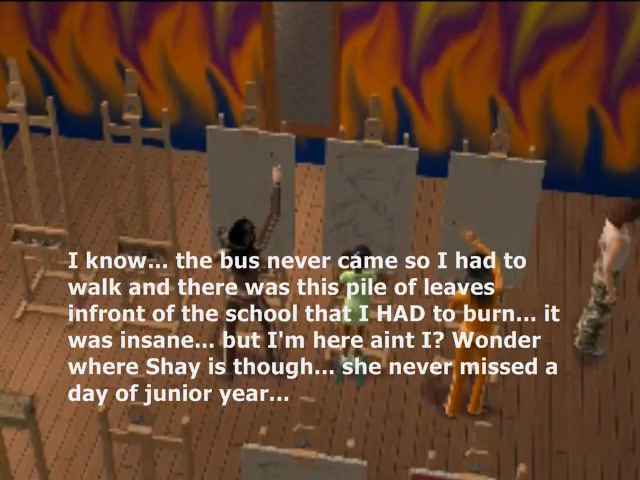 I know... the bus never came so I had to
walk and there was this pile of leaves
infront of the school that I HAD to burn... it
was insane... but I'm here aint I? Wonder
where Shay is though... she never missed a
day of junior year...